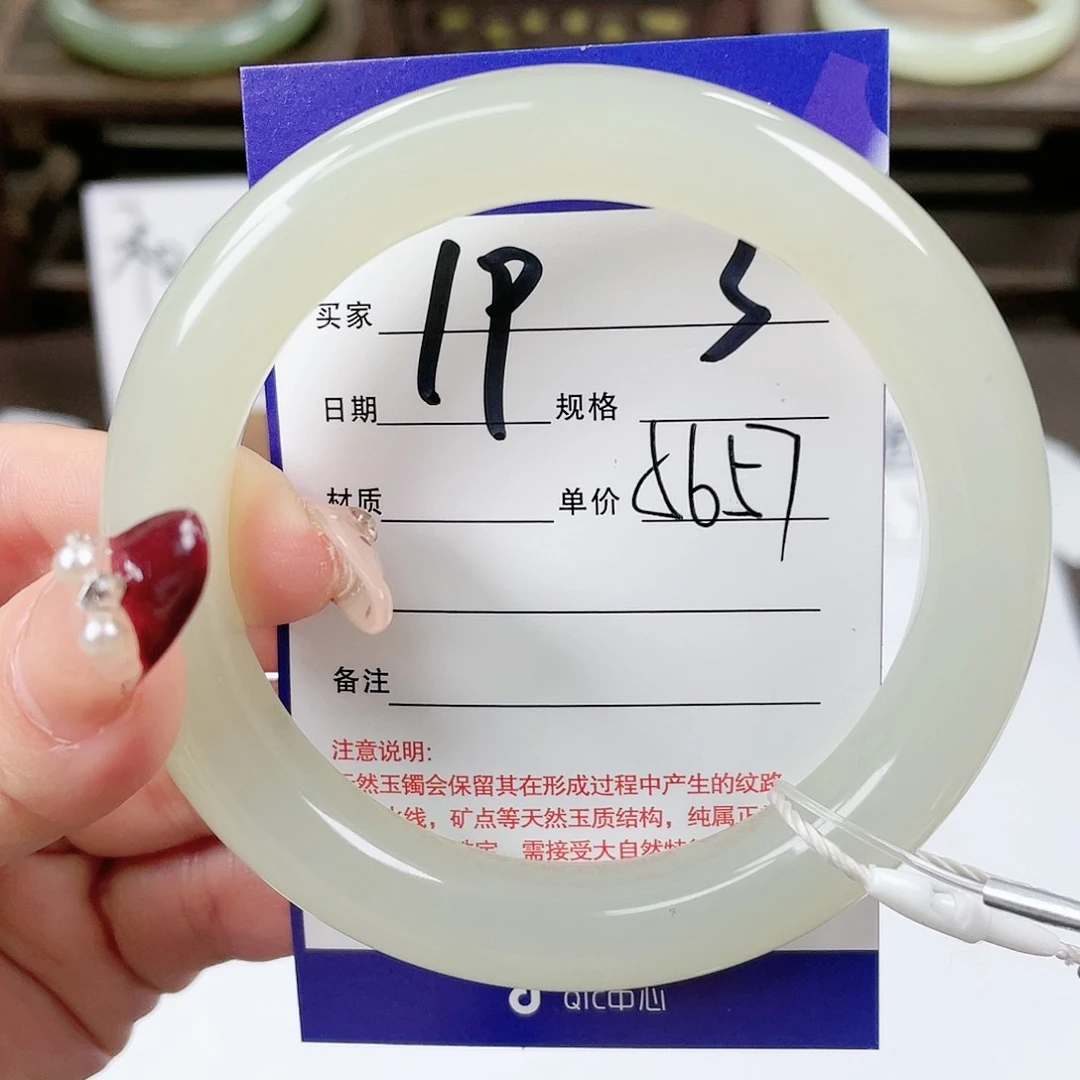 买家 S
日期 规格
材质 单价 8657
备注
注意说明:
天然玉镯会保留其在形成过程中产生的纹路
水线，矿点等天然玉质结构，纯属正
需接受大自然
QIC中心